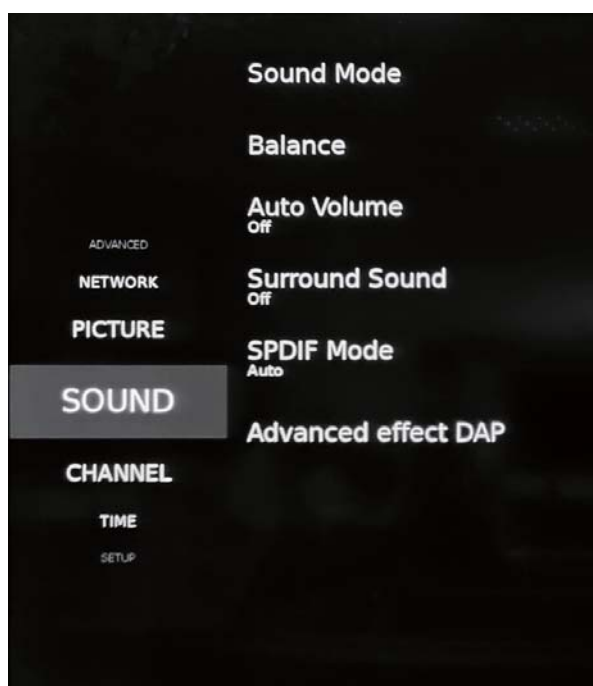 ADVANCED
NETWORK
PICTURE
SOUND
CHANNEL
TIME
SETUP
Sound Mode
Balance
Auto Volume
Off
Surround Sound
Off
SPDIF Mode
Auto
Advanced effect DAP